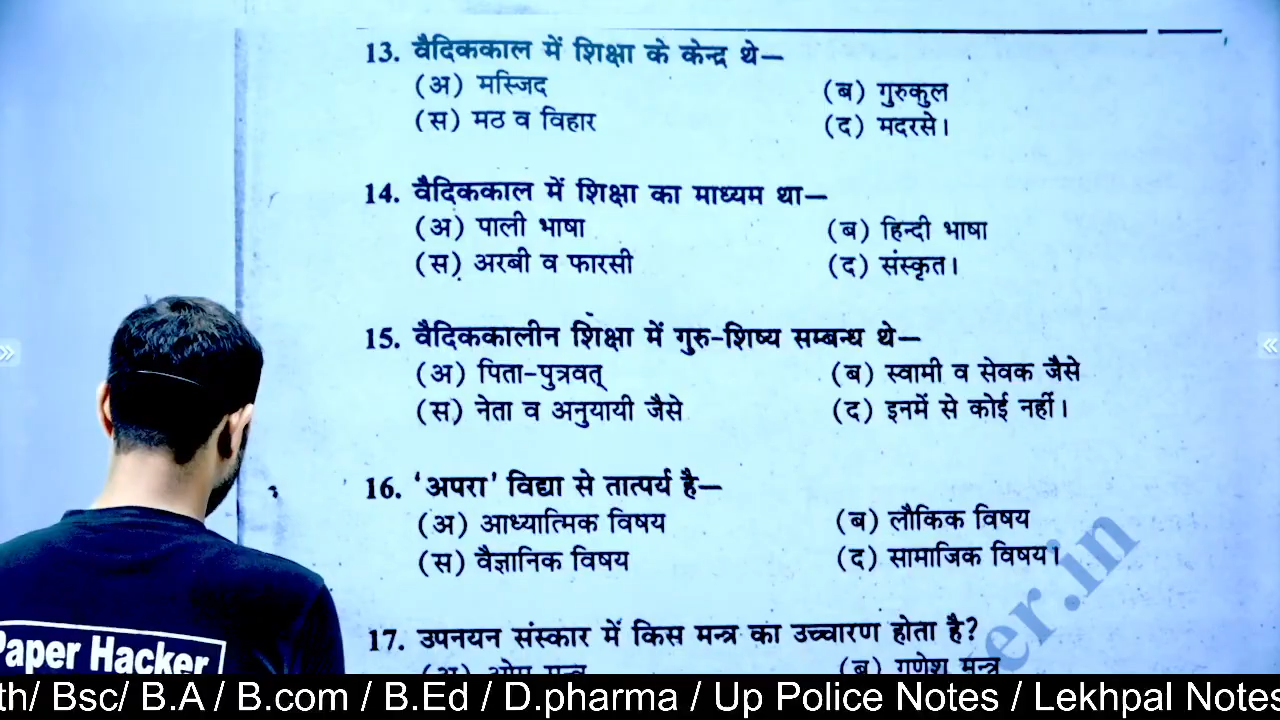 13. वैदिककाल में शिक्षा के केन्द्र थे—
(अ) मस्जिद (ब) गुरुकुल
(स) मठ व विहार (द) मदरसे।
14. वैदिककाल में शिक्षा का माध्यम था—
(अ) पाली भाषा (ब) हिन्दी भाषा
(स) अरबी व फारसी (द) संस्कृत।
15. वैदिककालीन शिक्षा में गुरु-शिष्य सम्बन्ध थे—
(अ) पिता-पुत्रवत् (ब) स्वामी व सेवक जैसे
(स) नेता व अनुयायी जैसे (द) इनमें से कोई नहीं।
16. ‘अपरा’ विद्या से तात्पर्य है—
(अ) आध्यात्मिक विषय (ब) लौकिक विषय
(स) वैज्ञानिक विषय (द) सामाजिक विषय।
17. उपनयन संस्कार में किस मन्त्र का उच्चारण होता है?
(ब) गणेश मन्त्र
er.in
Paper Hacker
th/ Bsc/ B.A / B.com / B.Ed / D.pharma / Up Police Notes / Lekhpal Notes